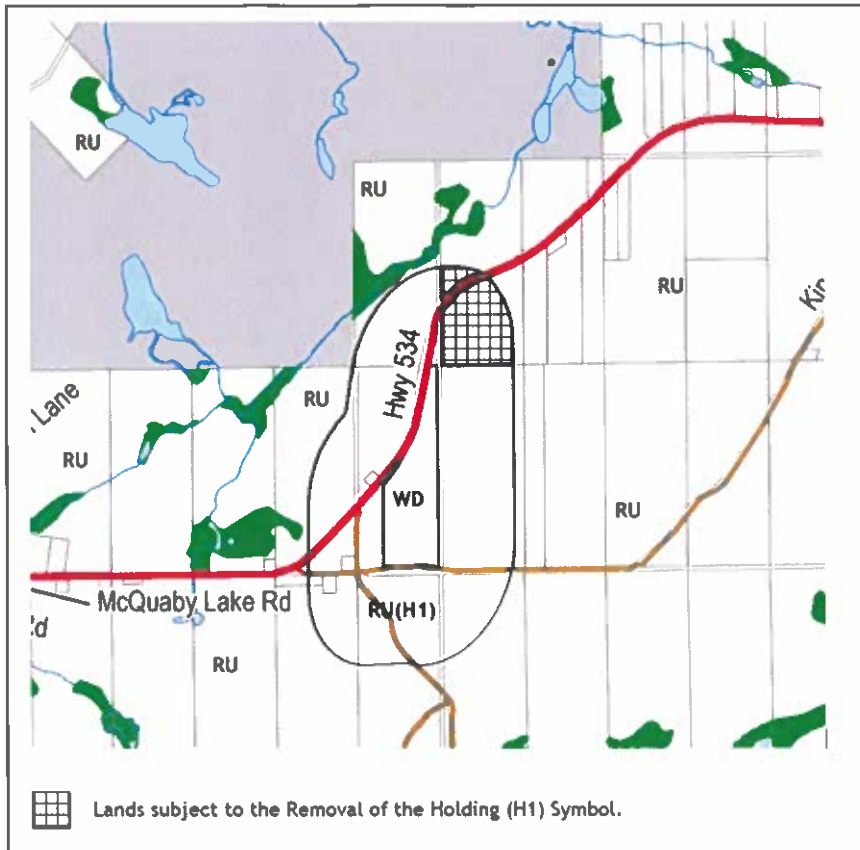 RU
RU
RU
Kin
Hwy 534
Lane
RU
RU
WD
RU
McQuaby Lake Rd
RU(H1)
RU
Lands subject to the Removal of the Holding (H1) Symbol.